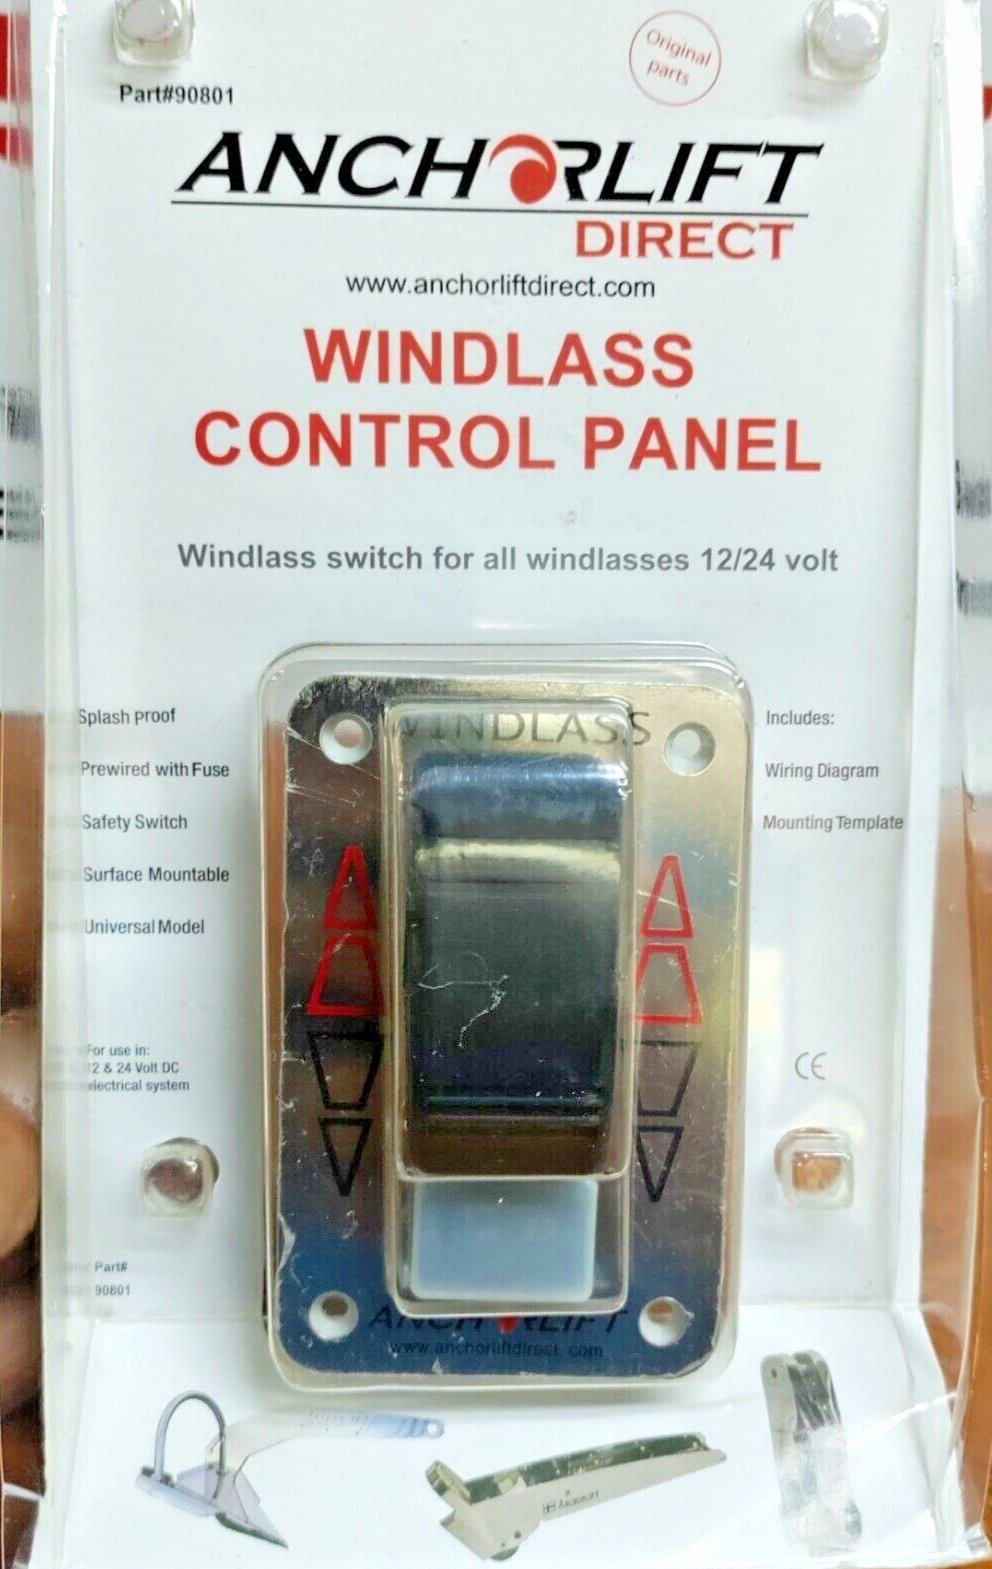 Original
parts
Part#90801
ANCHORLIFT
DIRECT
www.anchorliftdirect.com
WINDLASS
CONTROL PANEL
Windlass switch for all windlasses 12/24 volt
Splash proof
Prewired with Fuse
Safety Switch
Surface Mountable
Universal Model
Includes:
Wiring Diagram
Mounting Template
WINDLASS
For use in:
12 & 24 Volt DC
electrical system
CE
Part#
90801
ANCHORLIFT
www.anchorliftdirect.com
ANCHORLIFT